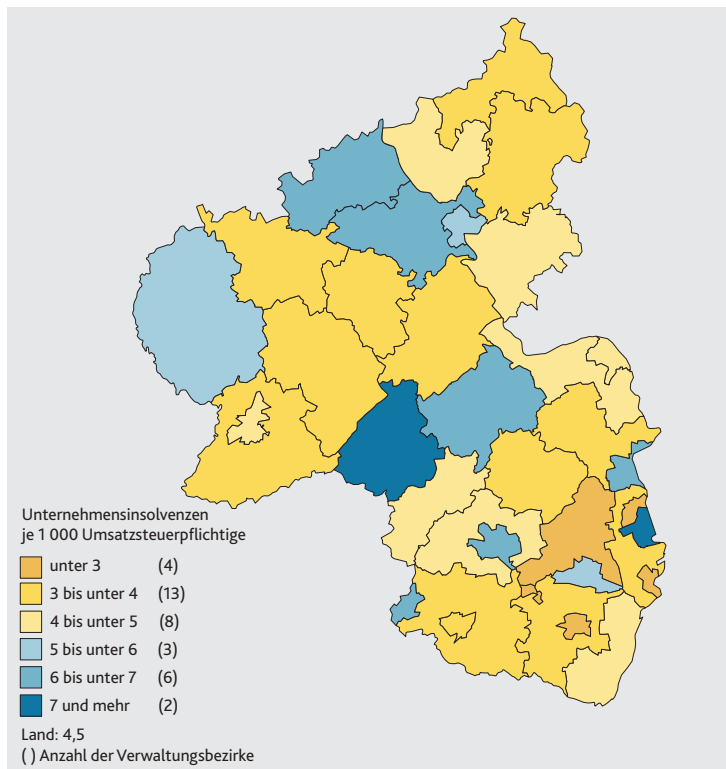 Unternehmensinsolvenzen
je 1 000 Umsatzsteuerpflichtige
unter 3 (4)
3 bis unter 4 (13)
4 bis unter 5 (8)
5 bis unter 6 (3)
6 bis unter 7 (6)
7 und mehr (2)
Land: 4,5
( ) Anzahl der Verwaltungsbezirke